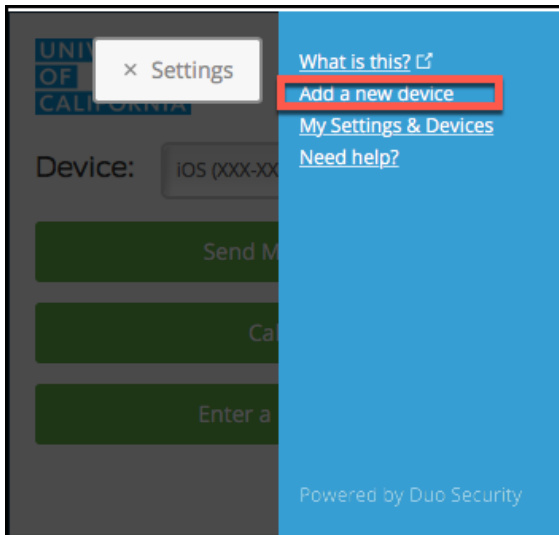 UNIV
OF
CALIFORNIA
× Settings
Device:
iOS (XXX-XX
Send M
Cal
Enter a
What is this?
Add a new device
My Settings & Devices
Need help?
Powered by Duo Security